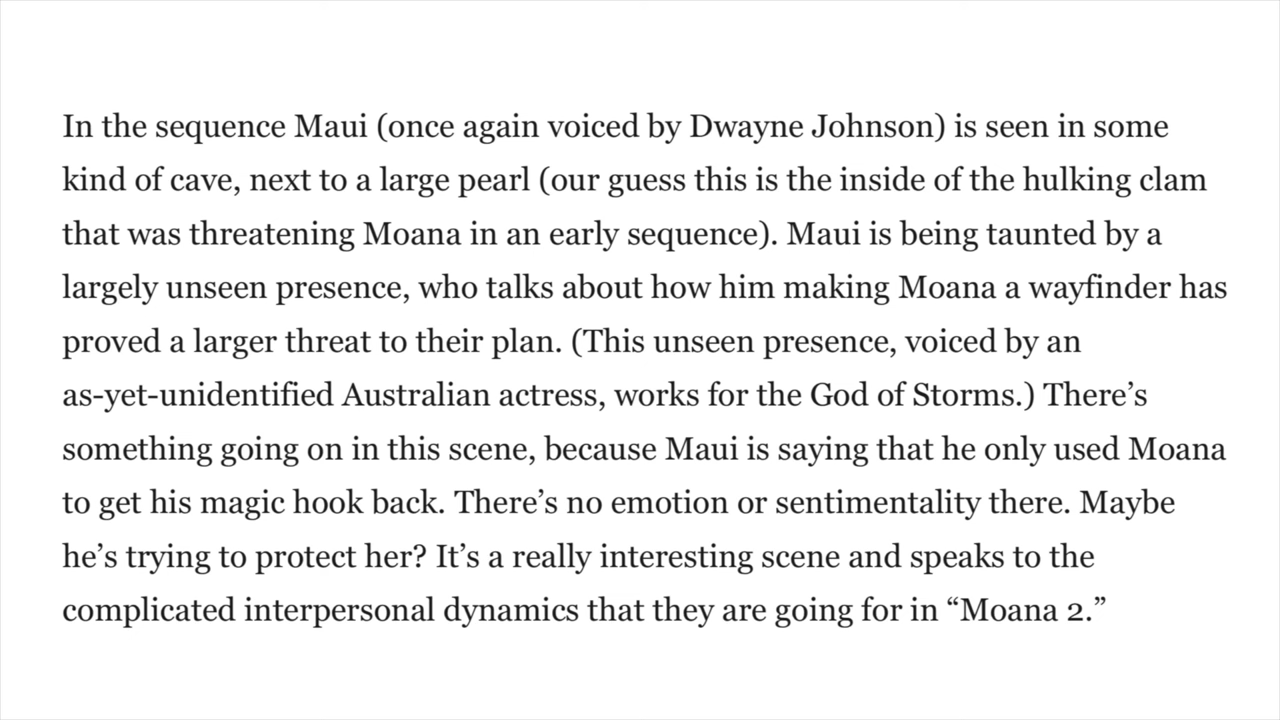 In the sequence Maui (once again voiced by Dwayne Johnson) is seen in some
kind of cave, next to a large pearl (our guess this is the inside of the hulking clam
that was threatening Moana in an early sequence). Maui is being taunted by a
largely unseen presence, who talks about how him making Moana a wayfinder has
proved a larger threat to their plan. (This unseen presence, voiced by an
as-yet-unidentified Australian actress, works for the God of Storms.) There’s
something going on in this scene, because Maui is saying that he only used Moana
to get his magic hook back. There’s no emotion or sentimentality there. Maybe
he’s trying to protect her? It’s a really interesting scene and speaks to the
complicated interpersonal dynamics that they are going for in “Moana 2.”